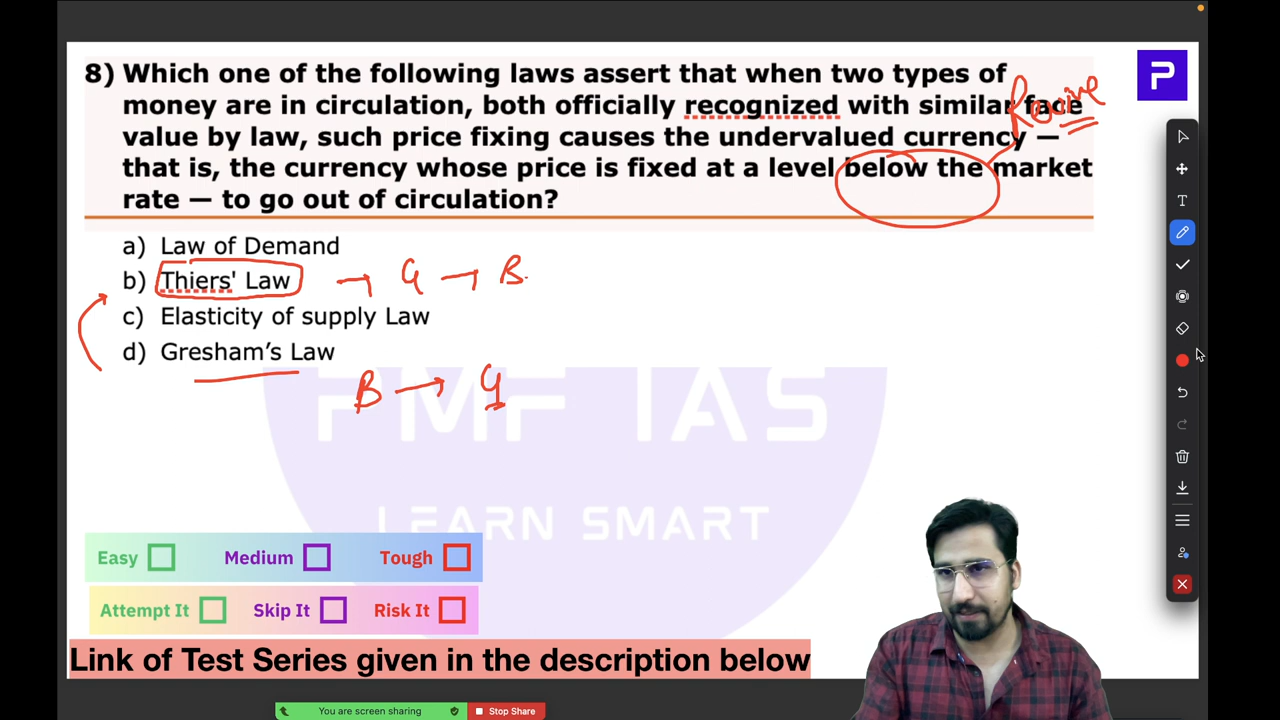 8) Which one of the following laws assert that when two types of
money are in circulation, both officially recognized with similar face
value by law, such price fixing causes the undervalued currency —
that is, the currency whose price is fixed at a level below the market
rate — to go out of circulation?
a) Law of Demand
b) Thiers' Law → G → B
c) Elasticity of supply Law
d) Gresham's Law
B → G
PMF IAS
LEARN SMART
Easy Medium Tough
Attempt It Skip It Risk It
Link of Test Series given in the description below
You are screen sharing Stop Share
P
T